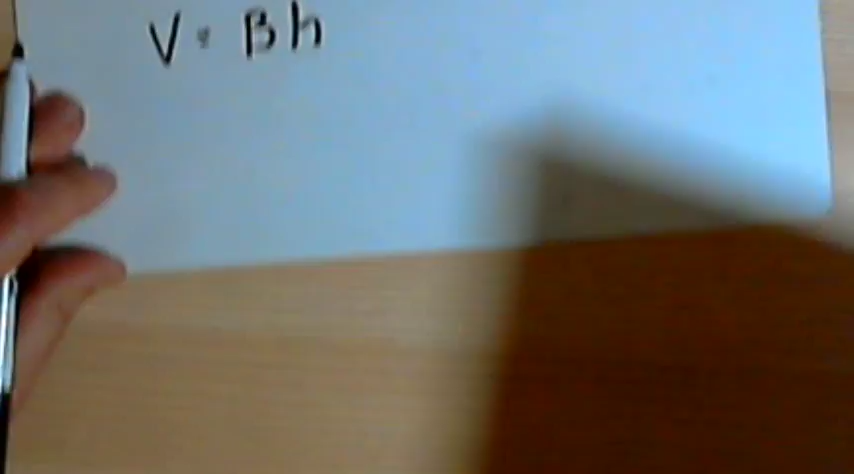 V = Bh